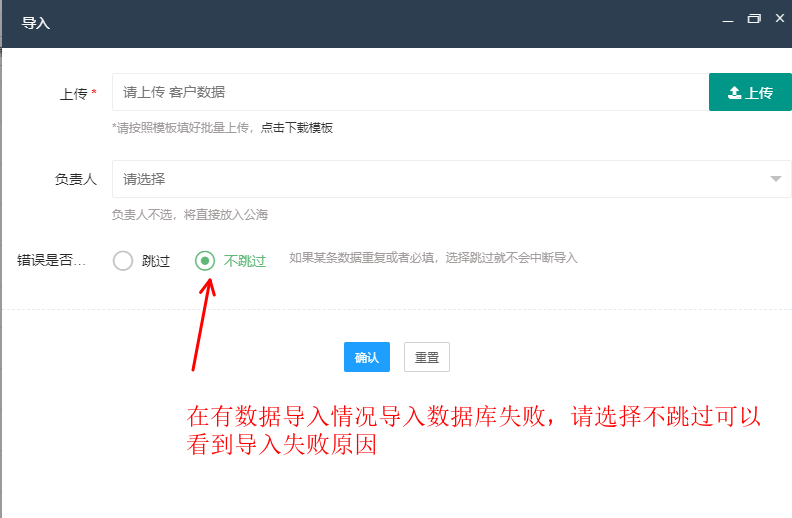 导入
上传 *
请上传 客户数据
上传
*请按照模板填好批量上传，点击下载模板
负责人
请选择
负责人不选，将直接放入公海
错误是否...
跳过
不跳过
如果某条数据重复或者必填，选择跳过就不会中断导入
确认
重置
在有数据导入情况导入数据库失败，请选择不跳过可以
看到导入失败原因